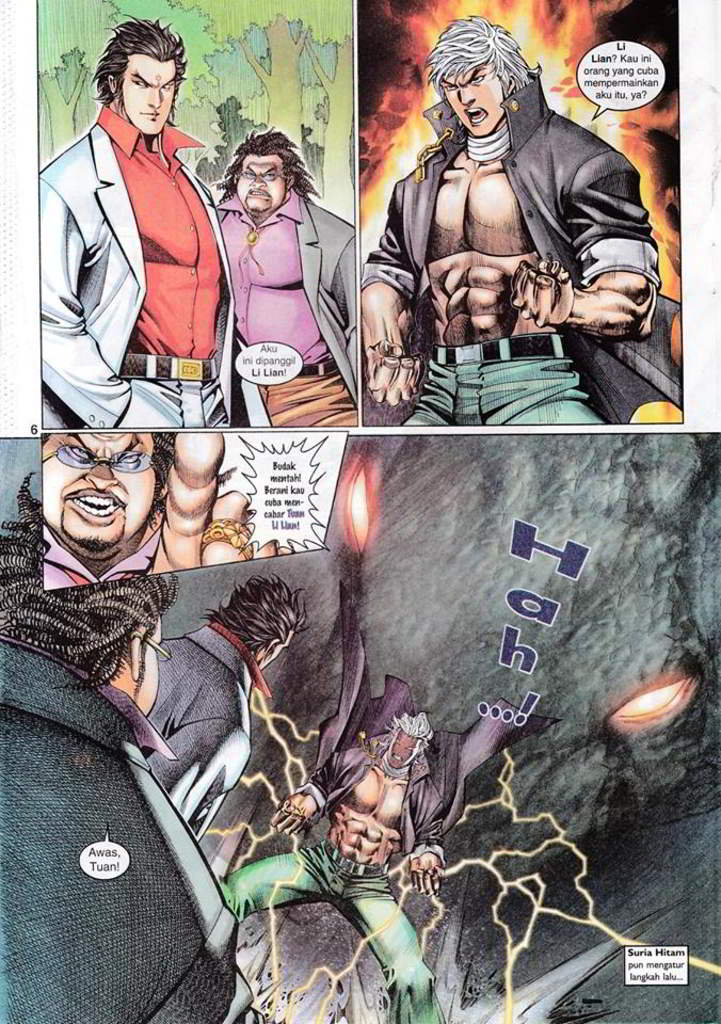 Aku
ini dipanggil
Li Lian!
Li
Lian? Kau ini
orang yang cuba
mempermainkan
aku itu, ya?
6
Budak
mentah!
Berani kau
cuba men-
cabar Tuan
Li Lian!
Hah....!
Awas,
Tuan!
Suria Hitam
pun mengatur
langkah lalu...